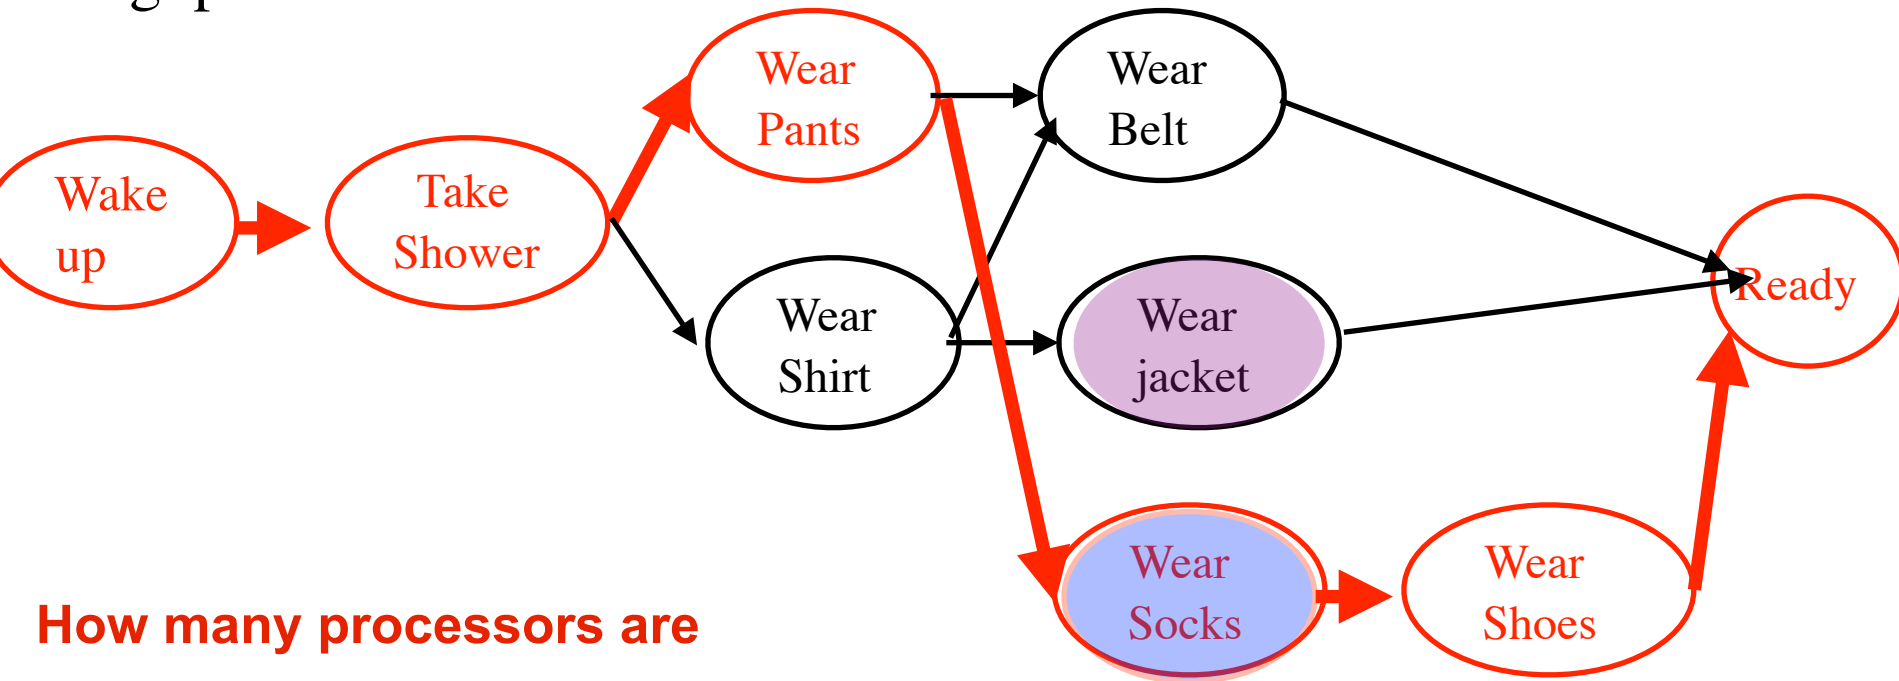 Wear
Pants
Wear
Belt
Wake
up
Take
Shower
Wear
Shirt
Wear
jacket
Ready
Wear
Socks
Wear
Shoes
How many processors are